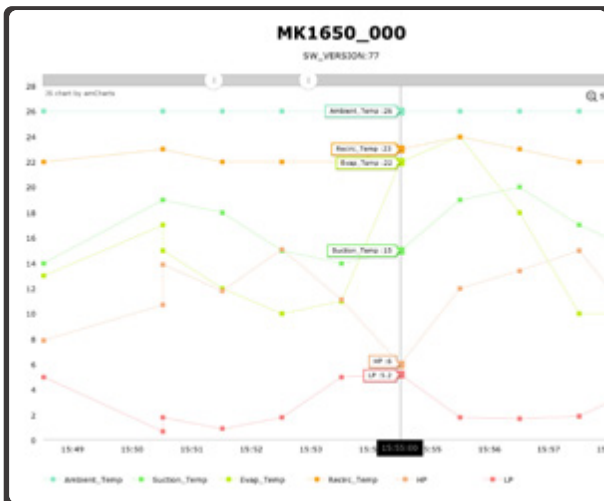 MK1650_000
SW_VERSION:77
JS chart by amCharts
28
26
24
22
20
18
16
14
12
10
8
6
4
2
0
Ambient_Temp :26
Recirc_Temp :23
Evap_Temp :22
Suction_Temp :15
HP :6
LP :5.2
15:49
15:50
15:51
15:52
15:53
15:55:00
15:56
15:57
Ambient_Temp
Suction_Temp
Evap_Temp
Recirc_Temp
HP
LP